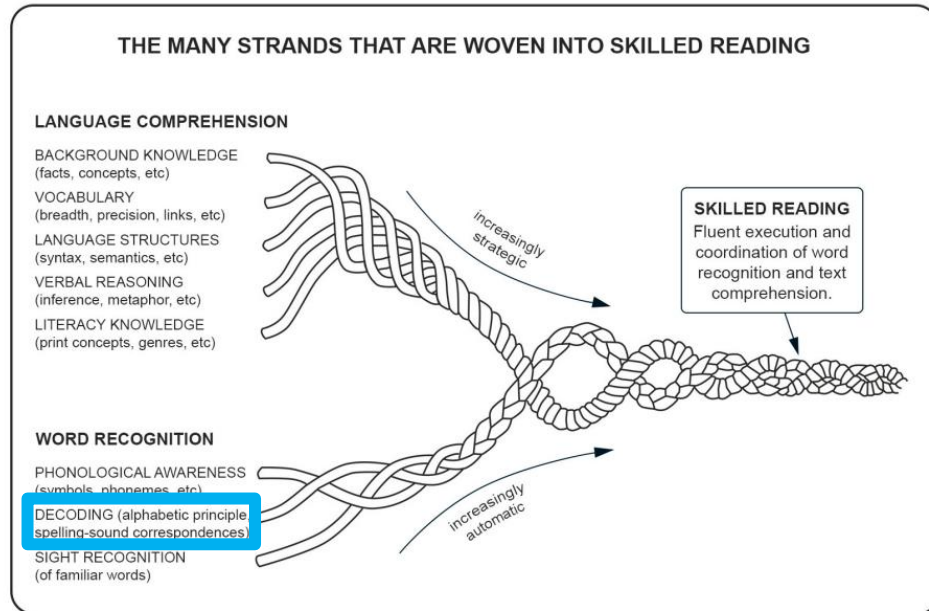 THE MANY STRANDS THAT ARE WOVEN INTO SKILLED READING
LANGUAGE COMPREHENSION
BACKGROUND KNOWLEDGE
(facts, concepts, etc)
VOCABULARY
(breadth, precision, links, etc)
LANGUAGE STRUCTURES
(syntax, semantics, etc)
VERBAL REASONING
(inference, metaphor, etc)
LITERACY KNOWLEDGE
(print concepts, genres, etc)
increasingly
strategic
SKILLED READING
Fluent execution and
coordination of word
recognition and text
comprehension.
WORD RECOGNITION
PHONOLOGICAL AWARENESS
(symbols, phonemes, etc)
DECODING (alphabetic principle,
spelling-sound correspondences)
SIGHT RECOGNITION
(of familiar words)
increasingly
automatic